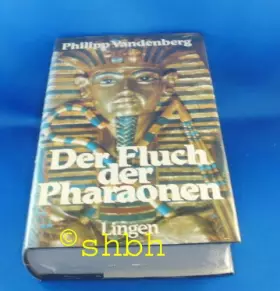 Philipp Vandenberg
Der Fluch
der
Pharaonen
Lingen
©shbh